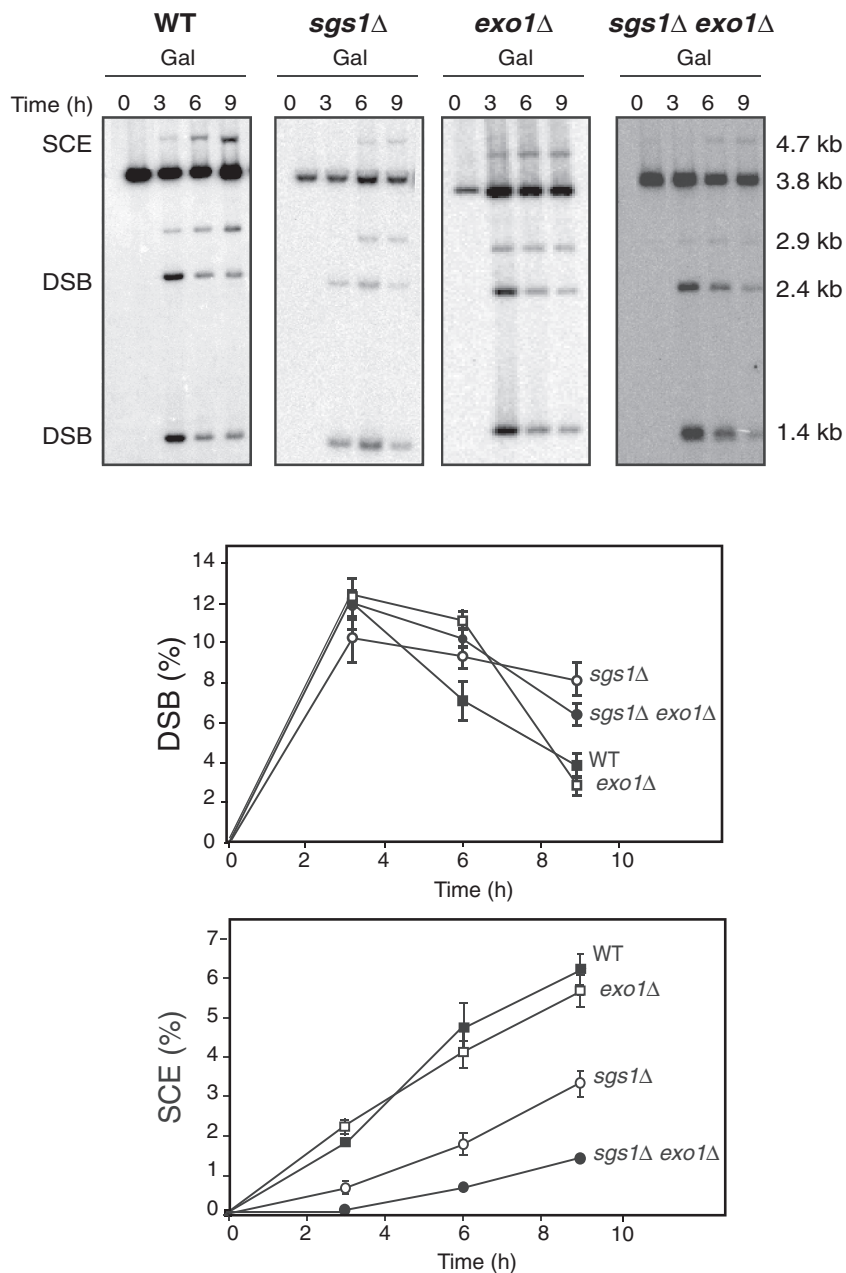 WT sgs1Δ exo1Δ sgs1Δ exo1Δ
Gal Gal Gal Gal
Time (h) 0 3 6 9 0 3 6 9 0 3 6 9 0 3 6 9
SCE 4.7 kb
3.8 kb
2.9 kb
DSB 2.4 kb
DSB 1.4 kb
14
12
10
8
6
4
2
0
DSB (%)
sgs1Δ
sgs1Δ exo1Δ
WT
exo1Δ
0 2 4 6 8 10
Time (h)
7
6
5
4
3
2
1
0
SCE (%)
WT
exo1Δ
sgs1Δ
sgs1Δ exo1Δ
0 2 4 6 8 10
Time (h)